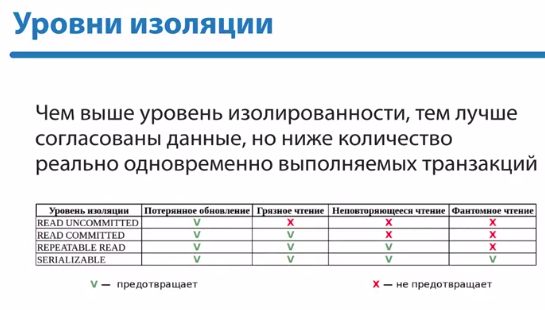 Уровни изоляции
Чем выше уровень изолированности, тем лучше
согласованы данные, но ниже количество
реально одновременно выполняемых транзакций
Уровень изоляции Потерянное обновление Грязное чтение Неповторяющееся чтение Фантомное чтение
READ UNCOMMITTED V X X X
READ COMMITTED V V X X
REPEATABLE READ V V V X
SERIALIZABLE V V V V
V — предотвращает X — не предотвращает